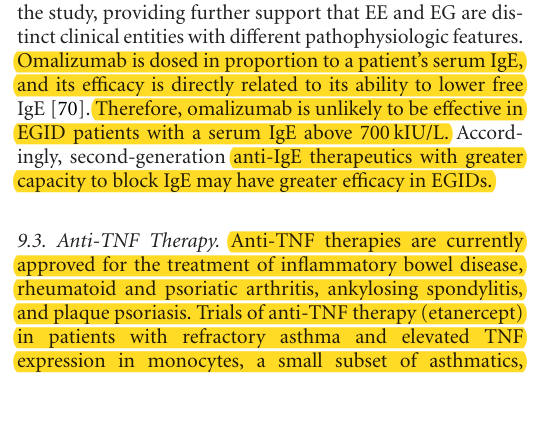 the study, providing further support that EE and EG are dis-
tinct clinical entities with different pathophysiologic features.
Omalizumab is dosed in proportion to a patient's serum IgE,
and its efficacy is directly related to its ability to lower free
IgE [70]. Therefore, omalizumab is unlikely to be effective in
EGID patients with a serum IgE above 700 kIU/L. Accord-
ingly, second-generation anti-IgE therapeutics with greater
capacity to block IgE may have greater efficacy in EGIDs.
9.3. Anti-TNF Therapy. Anti-TNF therapies are currently
approved for the treatment of inflammatory bowel disease,
rheumatoid and psoriatic arthritis, ankylosing spondylitis,
and plaque psoriasis. Trials of anti-TNF therapy (etanercept)
in patients with refractory asthma and elevated TNF
expression in monocytes, a small subset of asthmatics,